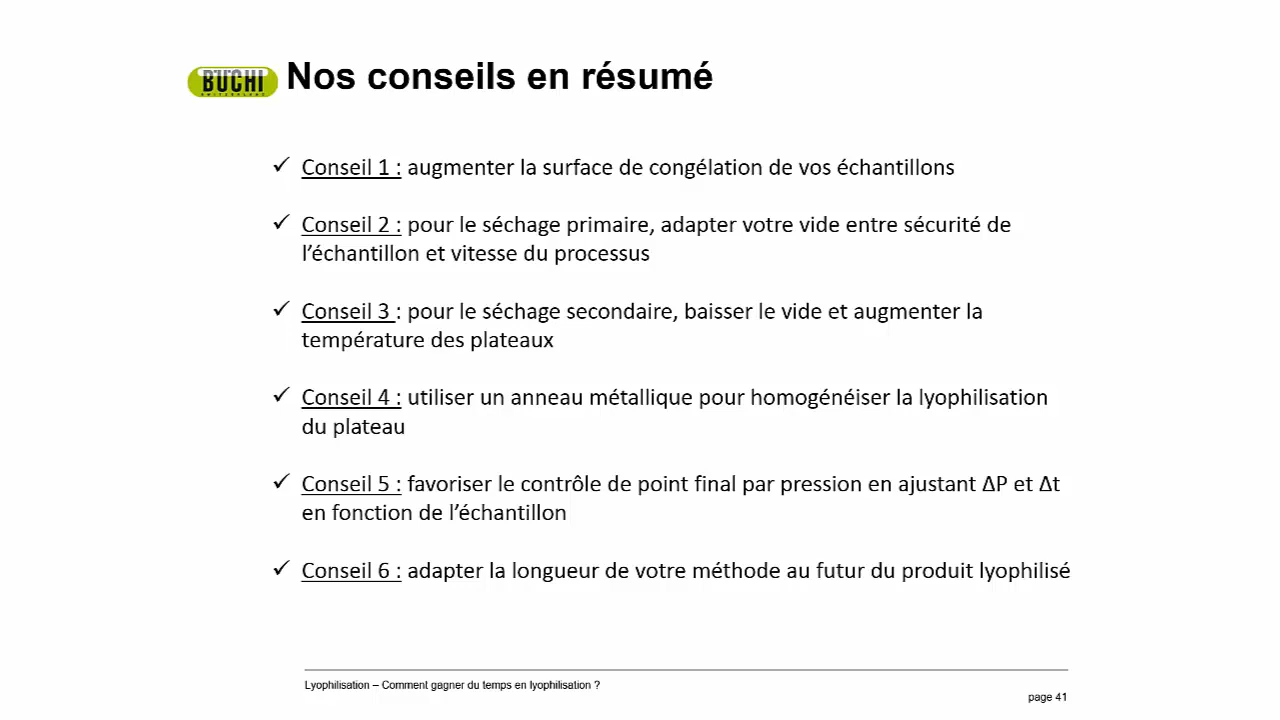 BUCHI
SWITZERLAND
Nos conseils en résumé
✓ Conseil 1 : augmenter la surface de congélation de vos échantillons
✓ Conseil 2 : pour le séchage primaire, adapter votre vide entre sécurité de
l'échantillon et vitesse du processus
✓ Conseil 3 : pour le séchage secondaire, baisser le vide et augmenter la
température des plateaux
✓ Conseil 4 : utiliser un anneau métallique pour homogénéiser la lyophilisation
du plateau
✓ Conseil 5 : favoriser le contrôle de point final par pression en ajustant ΔP et Δt
en fonction de l'échantillon
✓ Conseil 6 : adapter la longueur de votre méthode au futur du produit lyophilisé
Lyophilisation – Comment gagner du temps en lyophilisation ?
page 41